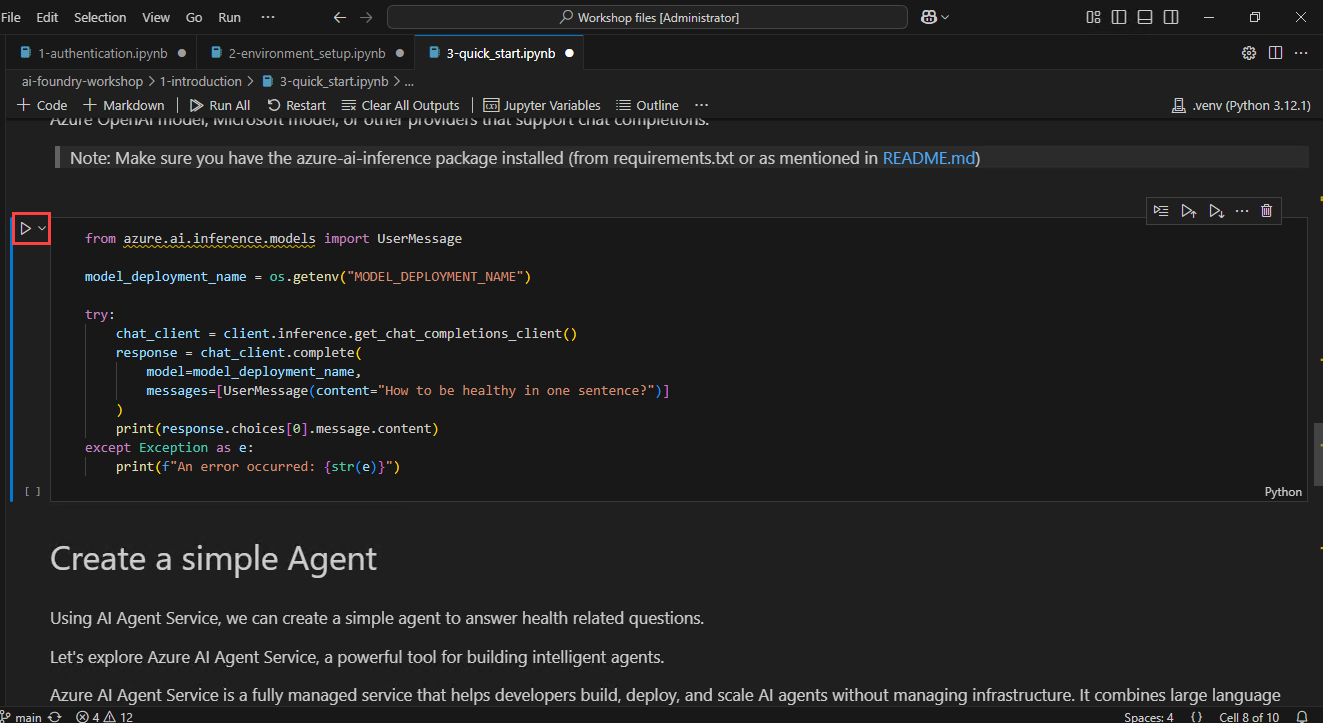 File Edit Selection View Go Run ··· Workshop files [Administrator]
1-authentication.ipynb 2-environment_setup.ipynb 3-quick_start.ipynb
ai-foundry-workshop > 1-introduction > 3-quick_start.ipynb > ...
+ Code + Markdown Run All Restart Clear All Outputs Jupyter Variables Outline ··· .venv (Python 3.12.1)
Azure OpenAI model, Microsoft model, or other providers that support chat completions.
Note: Make sure you have the azure-ai-inference package installed (from requirements.txt or as mentioned in README.md)
from azure.ai.inference.models import UserMessage
model_deployment_name = os.getenv("MODEL_DEPLOYMENT_NAME")
try:
chat_client = client.inference.get_chat_completions_client()
response = chat_client.complete(
model=model_deployment_name,
messages=[UserMessage(content="How to be healthy in one sentence?")]
)
print(response.choices[0].message.content)
except Exception as e:
print(f"An error occurred: {str(e)}")
[ ] Python
Create a simple Agent
Using AI Agent Service, we can create a simple agent to answer health related questions.
Let's explore Azure AI Agent Service, a powerful tool for building intelligent agents.
Azure AI Agent Service is a fully managed service that helps developers build, deploy, and scale AI agents without managing infrastructure. It combines large language
main 4 12 Spaces: 4 {} Cell 8 of 10